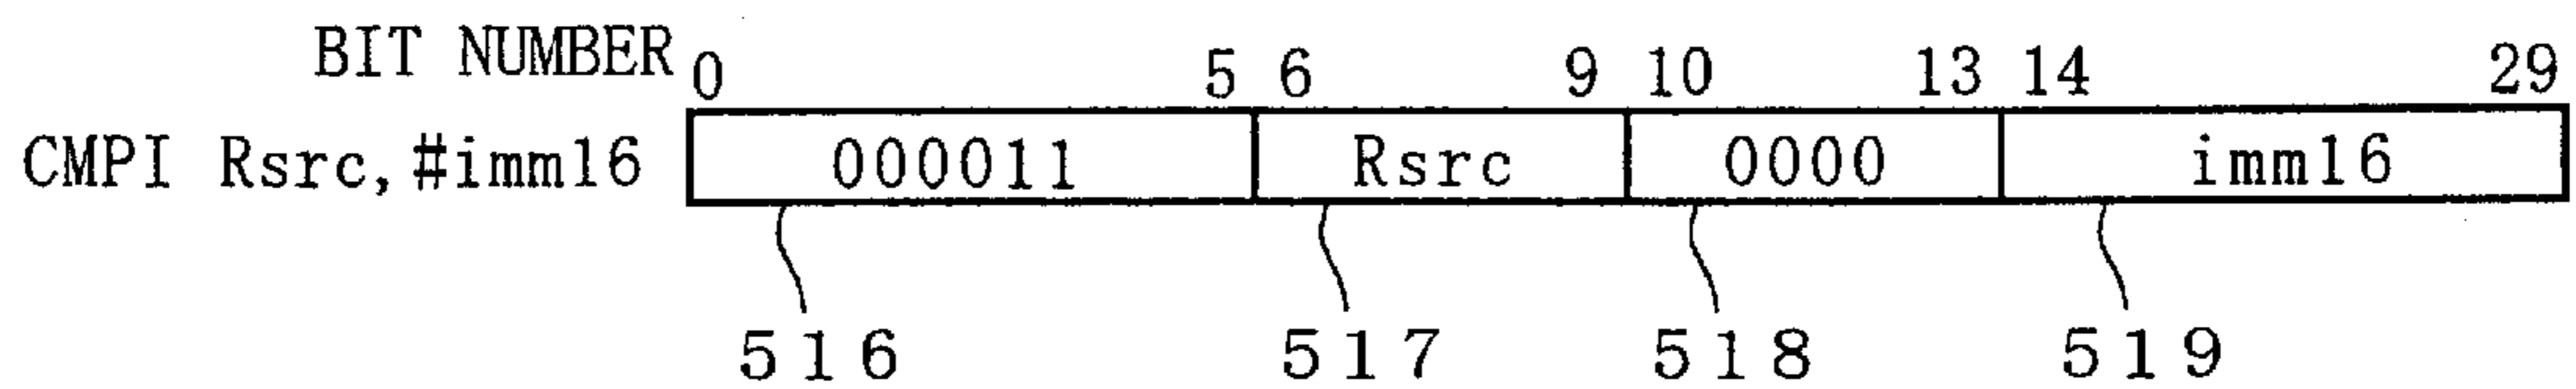 BIT NUMBER 0 5 6 9 10 13 14 29
CMPI Rsrc,#imm16 000011 Rsrc 0000 imm16
516 517 518 519